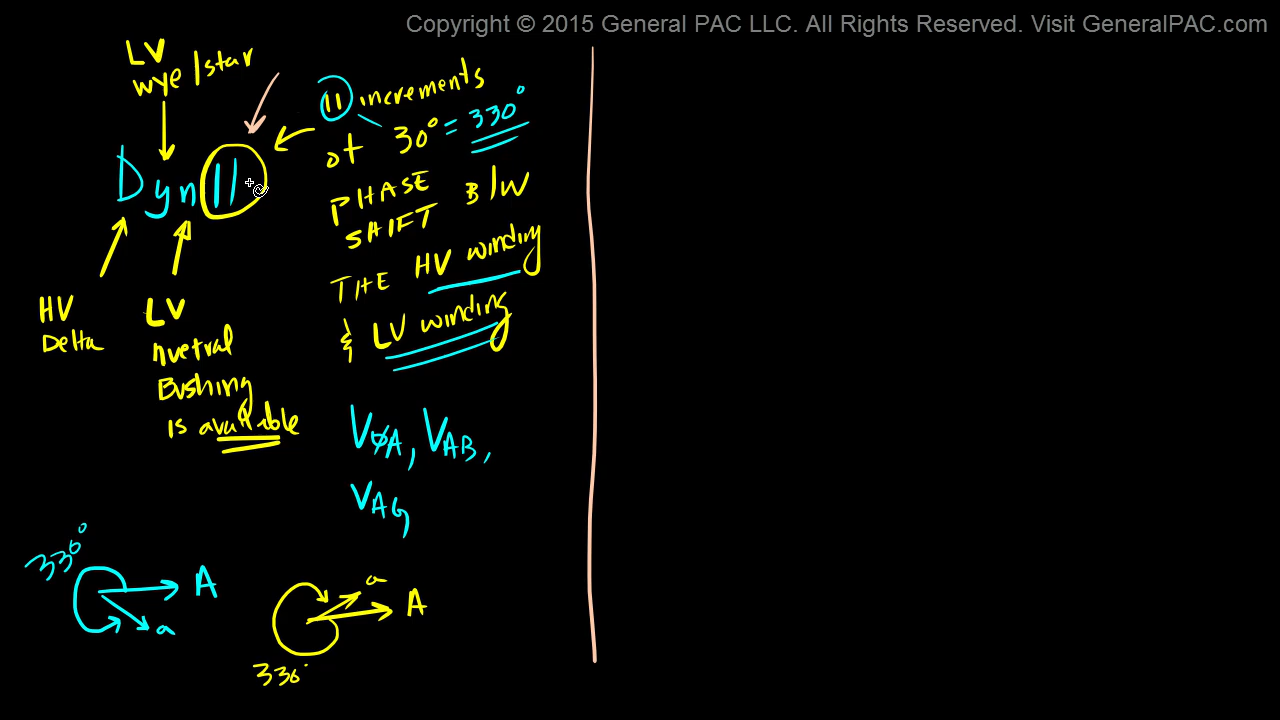 Copyright © 2015 General PAC LLC. All Rights Reserved. Visit GeneralPAC.com
LV
wye/star
Dyn11
HV
Delta
LV
nuetral
Bushing
is available
11 increments
of 30° = 330°
PHASE
SHIFT B/W
THE HV winding
& LV winding
VØA, VAB,
VAG
330°
A
a
a
A
330°